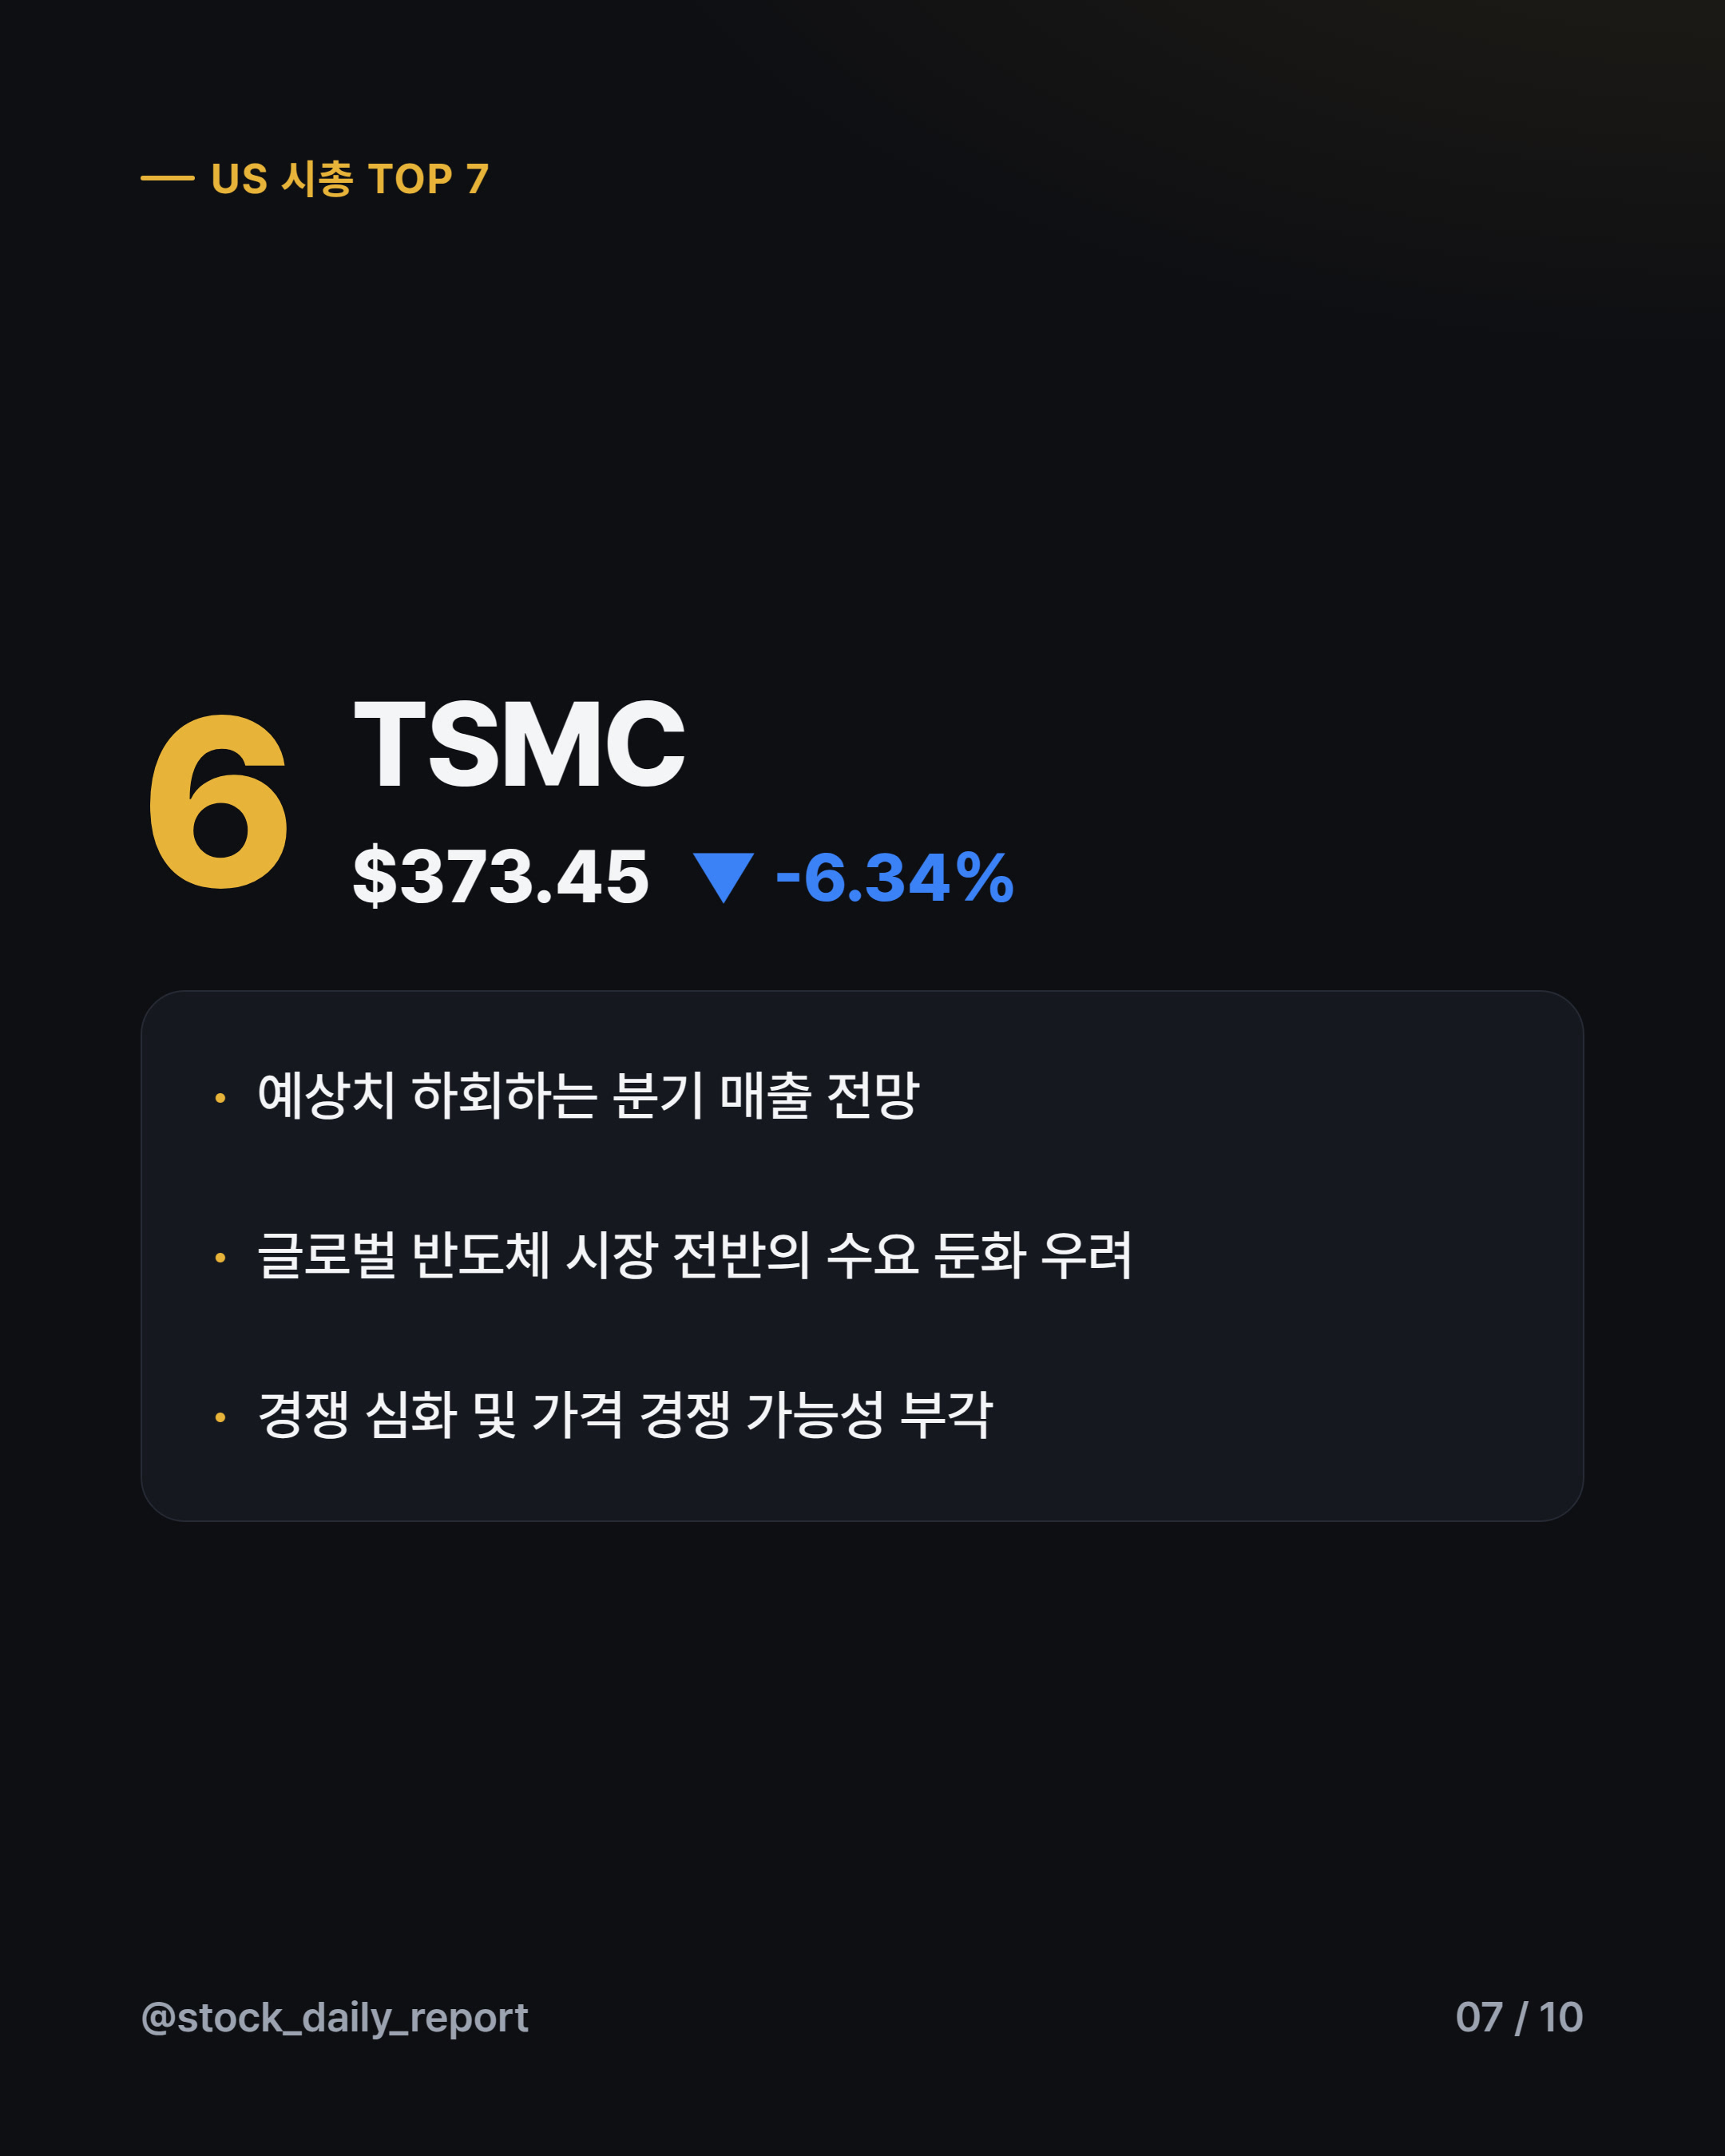 US 시총 TOP 7
6
TSMC
$373.45 ▼ -6.34%
• 예상치 하회하는 분기 매출 전망
• 글로벌 반도체 시장 전반의 수요 둔화 우려
• 경쟁 심화 및 가격 경쟁 가능성 부각
@stock_daily_report
07 / 10